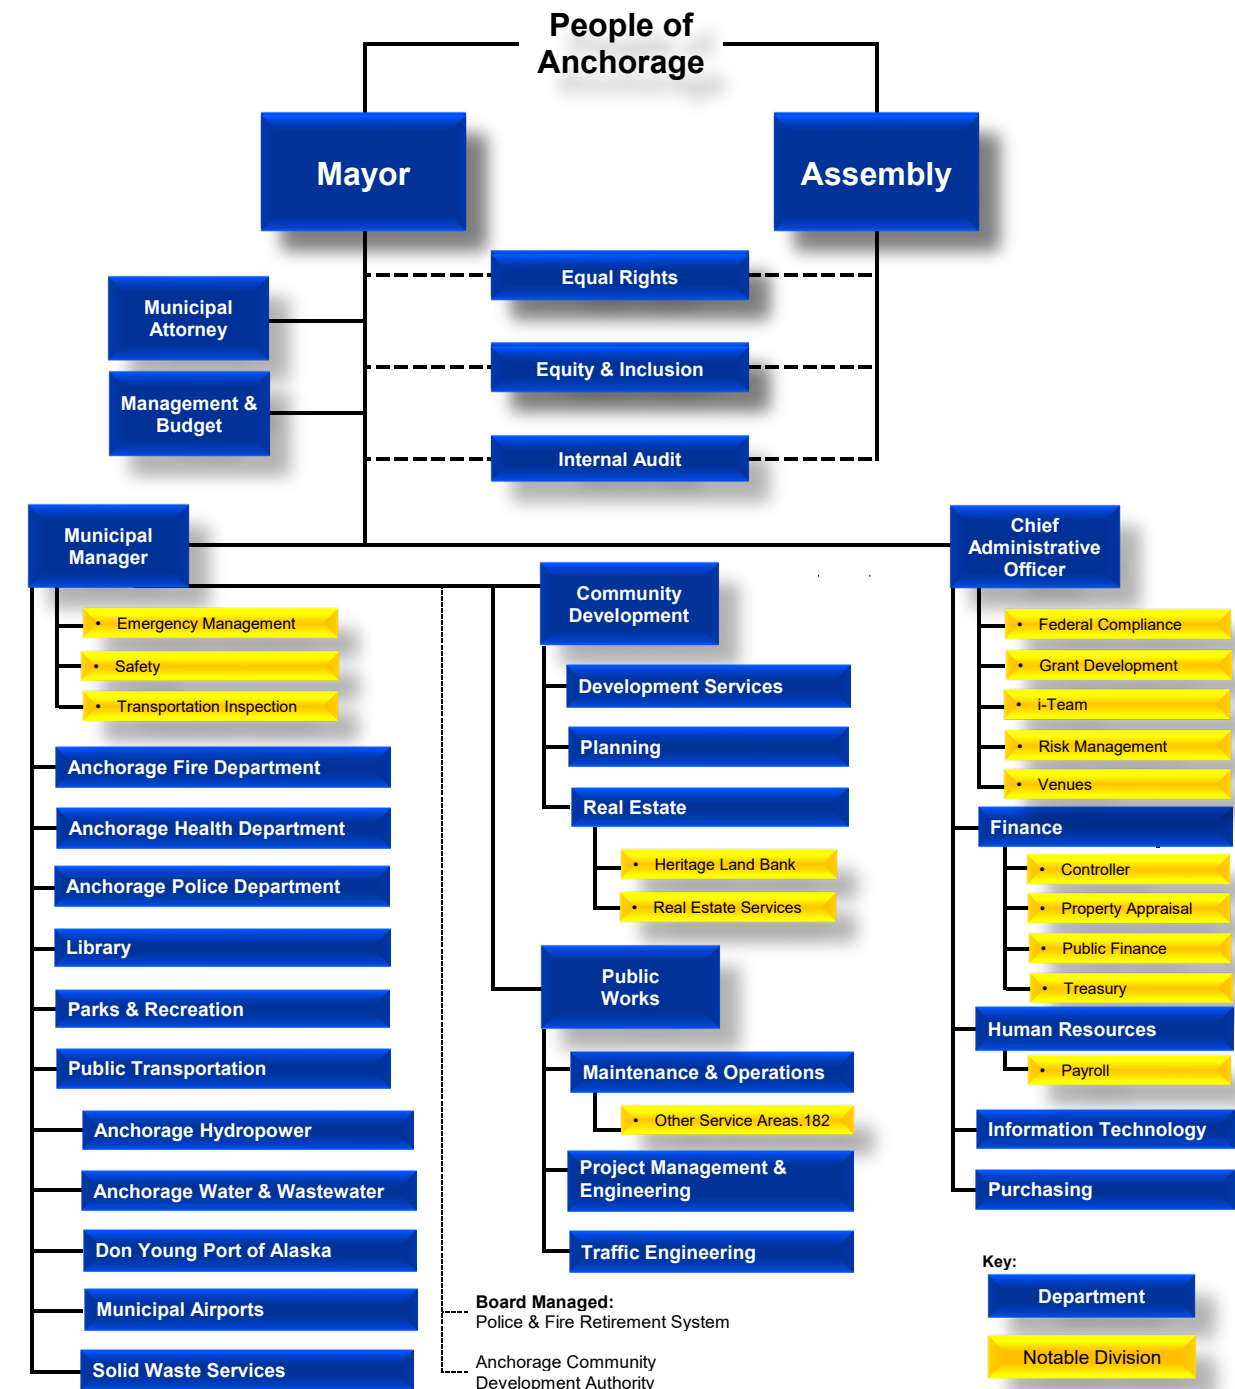 People of
Anchorage
Mayor
Assembly
Equal Rights
Municipal
Attorney
Equity & Inclusion
Management &
Budget
Internal Audit
Municipal
Manager
Chief
Administrative
Officer
• Emergency Management
• Safety
• Transportation Inspection
Anchorage Fire Department
Anchorage Health Department
Anchorage Police Department
Library
Parks & Recreation
Public Transportation
Anchorage Hydropower
Anchorage Water & Wastewater
Don Young Port of Alaska
Municipal Airports
Solid Waste Services
Community
Development
Development Services
Planning
Real Estate
• Heritage Land Bank
• Real Estate Services
Public
Works
Maintenance & Operations
• Other Service Areas.182
Project Management &
Engineering
Traffic Engineering
Board Managed:
Police & Fire Retirement System
Anchorage Community
Development Authority
• Federal Compliance
• Grant Development
• i-Team
• Risk Management
• Venues
Finance
• Controller
• Property Appraisal
• Public Finance
• Treasury
Human Resources
• Payroll
Information Technology
Purchasing
Key:
Department
Notable Division